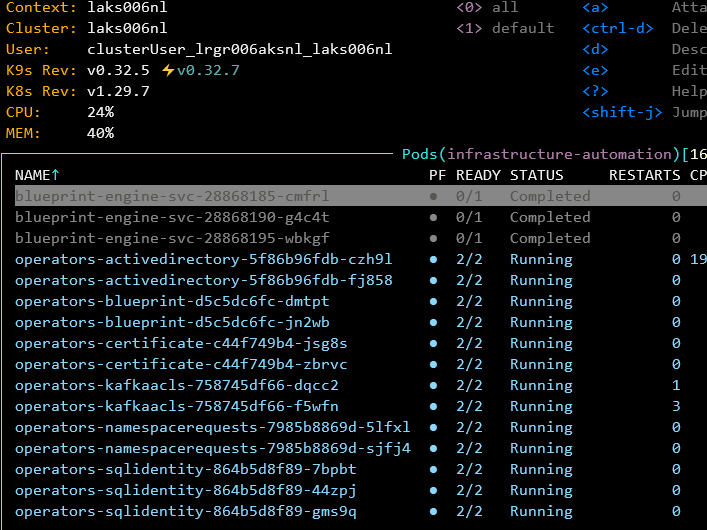 Context: laks006nl <0> all <a> Atta
Cluster: laks006nl <1> default <ctrl-d> Dele
User: clusterUser_lrgr006aksnl_laks006nl <d> Desc
K9s Rev: v0.32.5 ⚡v0.32.7 <e> Edit
K8s Rev: v1.29.7 <?> Help
CPU: 24% <shift-j> Jump
MEM: 40%
Pods(infrastructure-automation)[16
NAME↑ PF READY STATUS RESTARTS CP
blueprint-engine-svc-28868185-cmfrl ● 0/1 Completed 0
blueprint-engine-svc-28868190-g4c4t ● 0/1 Completed 0
blueprint-engine-svc-28868195-wbkgf ● 0/1 Completed 0
operators-activedirectory-5f86b96fdb-czh9l ● 2/2 Running 0 19
operators-activedirectory-5f86b96fdb-fj858 ● 2/2 Running 0
operators-blueprint-d5c5dc6fc-dmtpt ● 2/2 Running 0
operators-blueprint-d5c5dc6fc-jn2wb ● 2/2 Running 0
operators-certificate-c44f749b4-jsg8s ● 2/2 Running 0
operators-certificate-c44f749b4-zbrvc ● 2/2 Running 0
operators-kafkaacls-758745df66-dqcc2 ● 2/2 Running 1
operators-kafkaacls-758745df66-f5wfn ● 2/2 Running 3
operators-namespacerequests-7985b8869d-5lfxl ● 2/2 Running 0
operators-namespacerequests-7985b8869d-sjfj4 ● 2/2 Running 0
operators-sqlidentity-864b5d8f89-7bpbt ● 2/2 Running 0
operators-sqlidentity-864b5d8f89-44zpj ● 2/2 Running 0
operators-sqlidentity-864b5d8f89-gms9q ● 2/2 Running 0